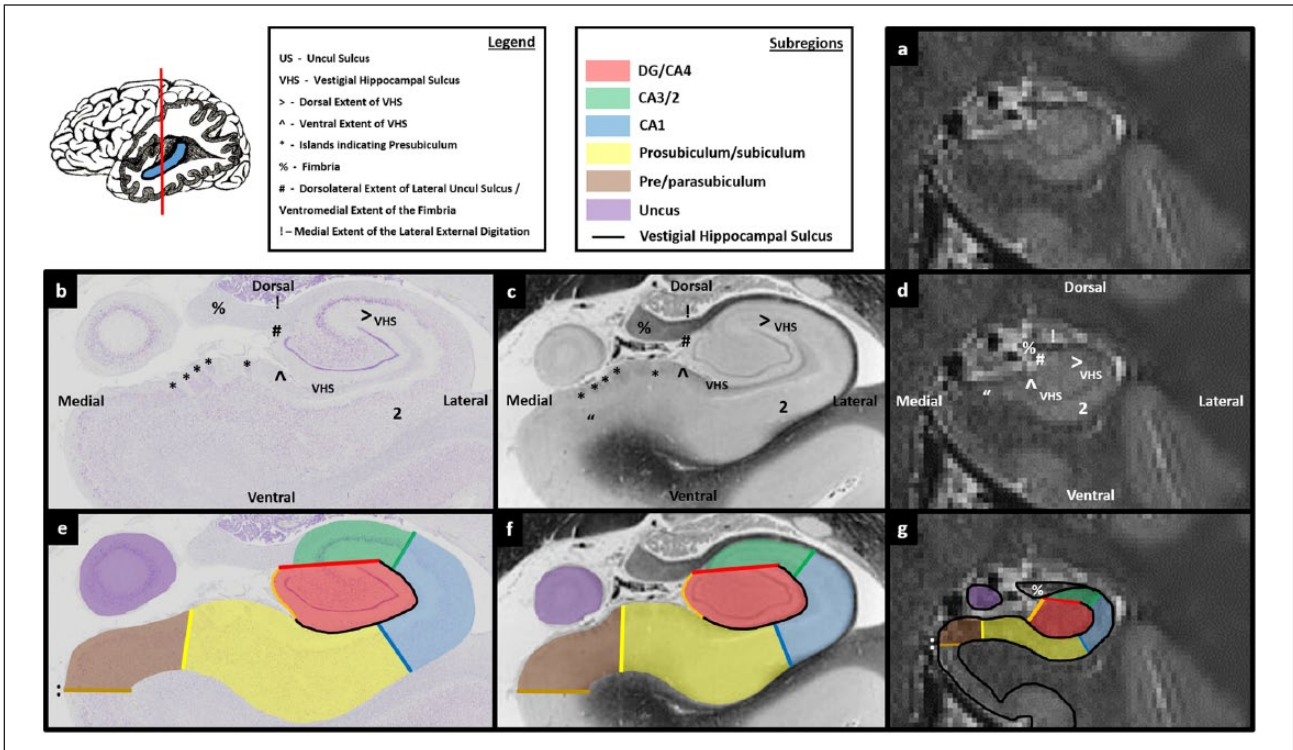 Legend
US - Uncul Sulcus
VHS - Vestigial Hippocampal Sulcus
> - Dorsal Extent of VHS
^ - Ventral Extent of VHS
* - Islands indicating Presubiculum
% - Fimbria
# - Dorsolateral Extent of Lateral Uncul Sulcus /
Ventromedial Extent of the Fimbria
! – Medial Extent of the Lateral External Digitation
Subregions
DG/CA4
CA3/2
CA1
Prosubiculum/subiculum
Pre/parasubiculum
Uncus
Vestigial Hippocampal Sulcus
a
b
Dorsal
% !
> VHS
#
* * * * *
^
VHS
Medial
Lateral
2
Ventral
c
Dorsal
!
% > VHS
#
* * * * *
^
VHS
Medial
Lateral
“
2
Ventral
d
Dorsal
!
%
#
> VHS
“
^
VHS
Medial
Lateral
2
Ventral
e
:
f
g
%
: